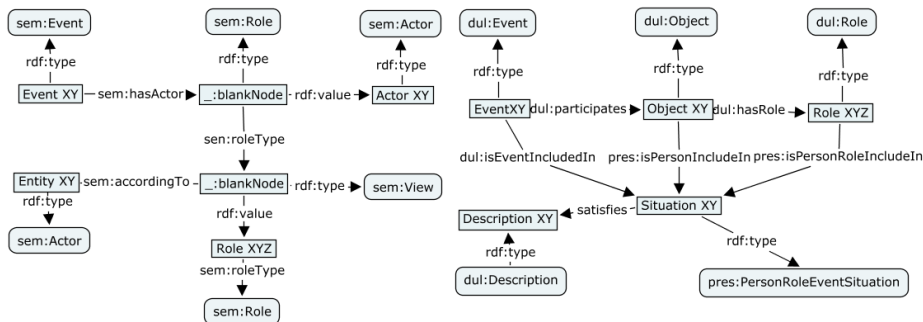 sem:Event
sem:Role
sem:Actor
rdf:type
rdf:type
rdf:type
Event XY
sem:hasActor
_:blankNode
rdf:value
Actor XY
sen:roleType
Entity XY
sem:accordingTo
_:blankNode
rdf:type
sem:View
rdf:type
rdf:value
sem:Actor
Role XYZ
sem:roleType
sem:Role
dul:Event
dul:Object
dul:Role
rdf:type
rdf:type
rdf:type
EventXY
dul:participates
Object XY
dul:hasRole
Role XYZ
dul:isEventIncludedIn
pres:isPersonIncludeIn
pres:isPersonRoleIncludeIn
Description XY
satisfies
Situation XY
rdf:type
rdf:type
dul:Description
pres:PersonRoleEventSituation